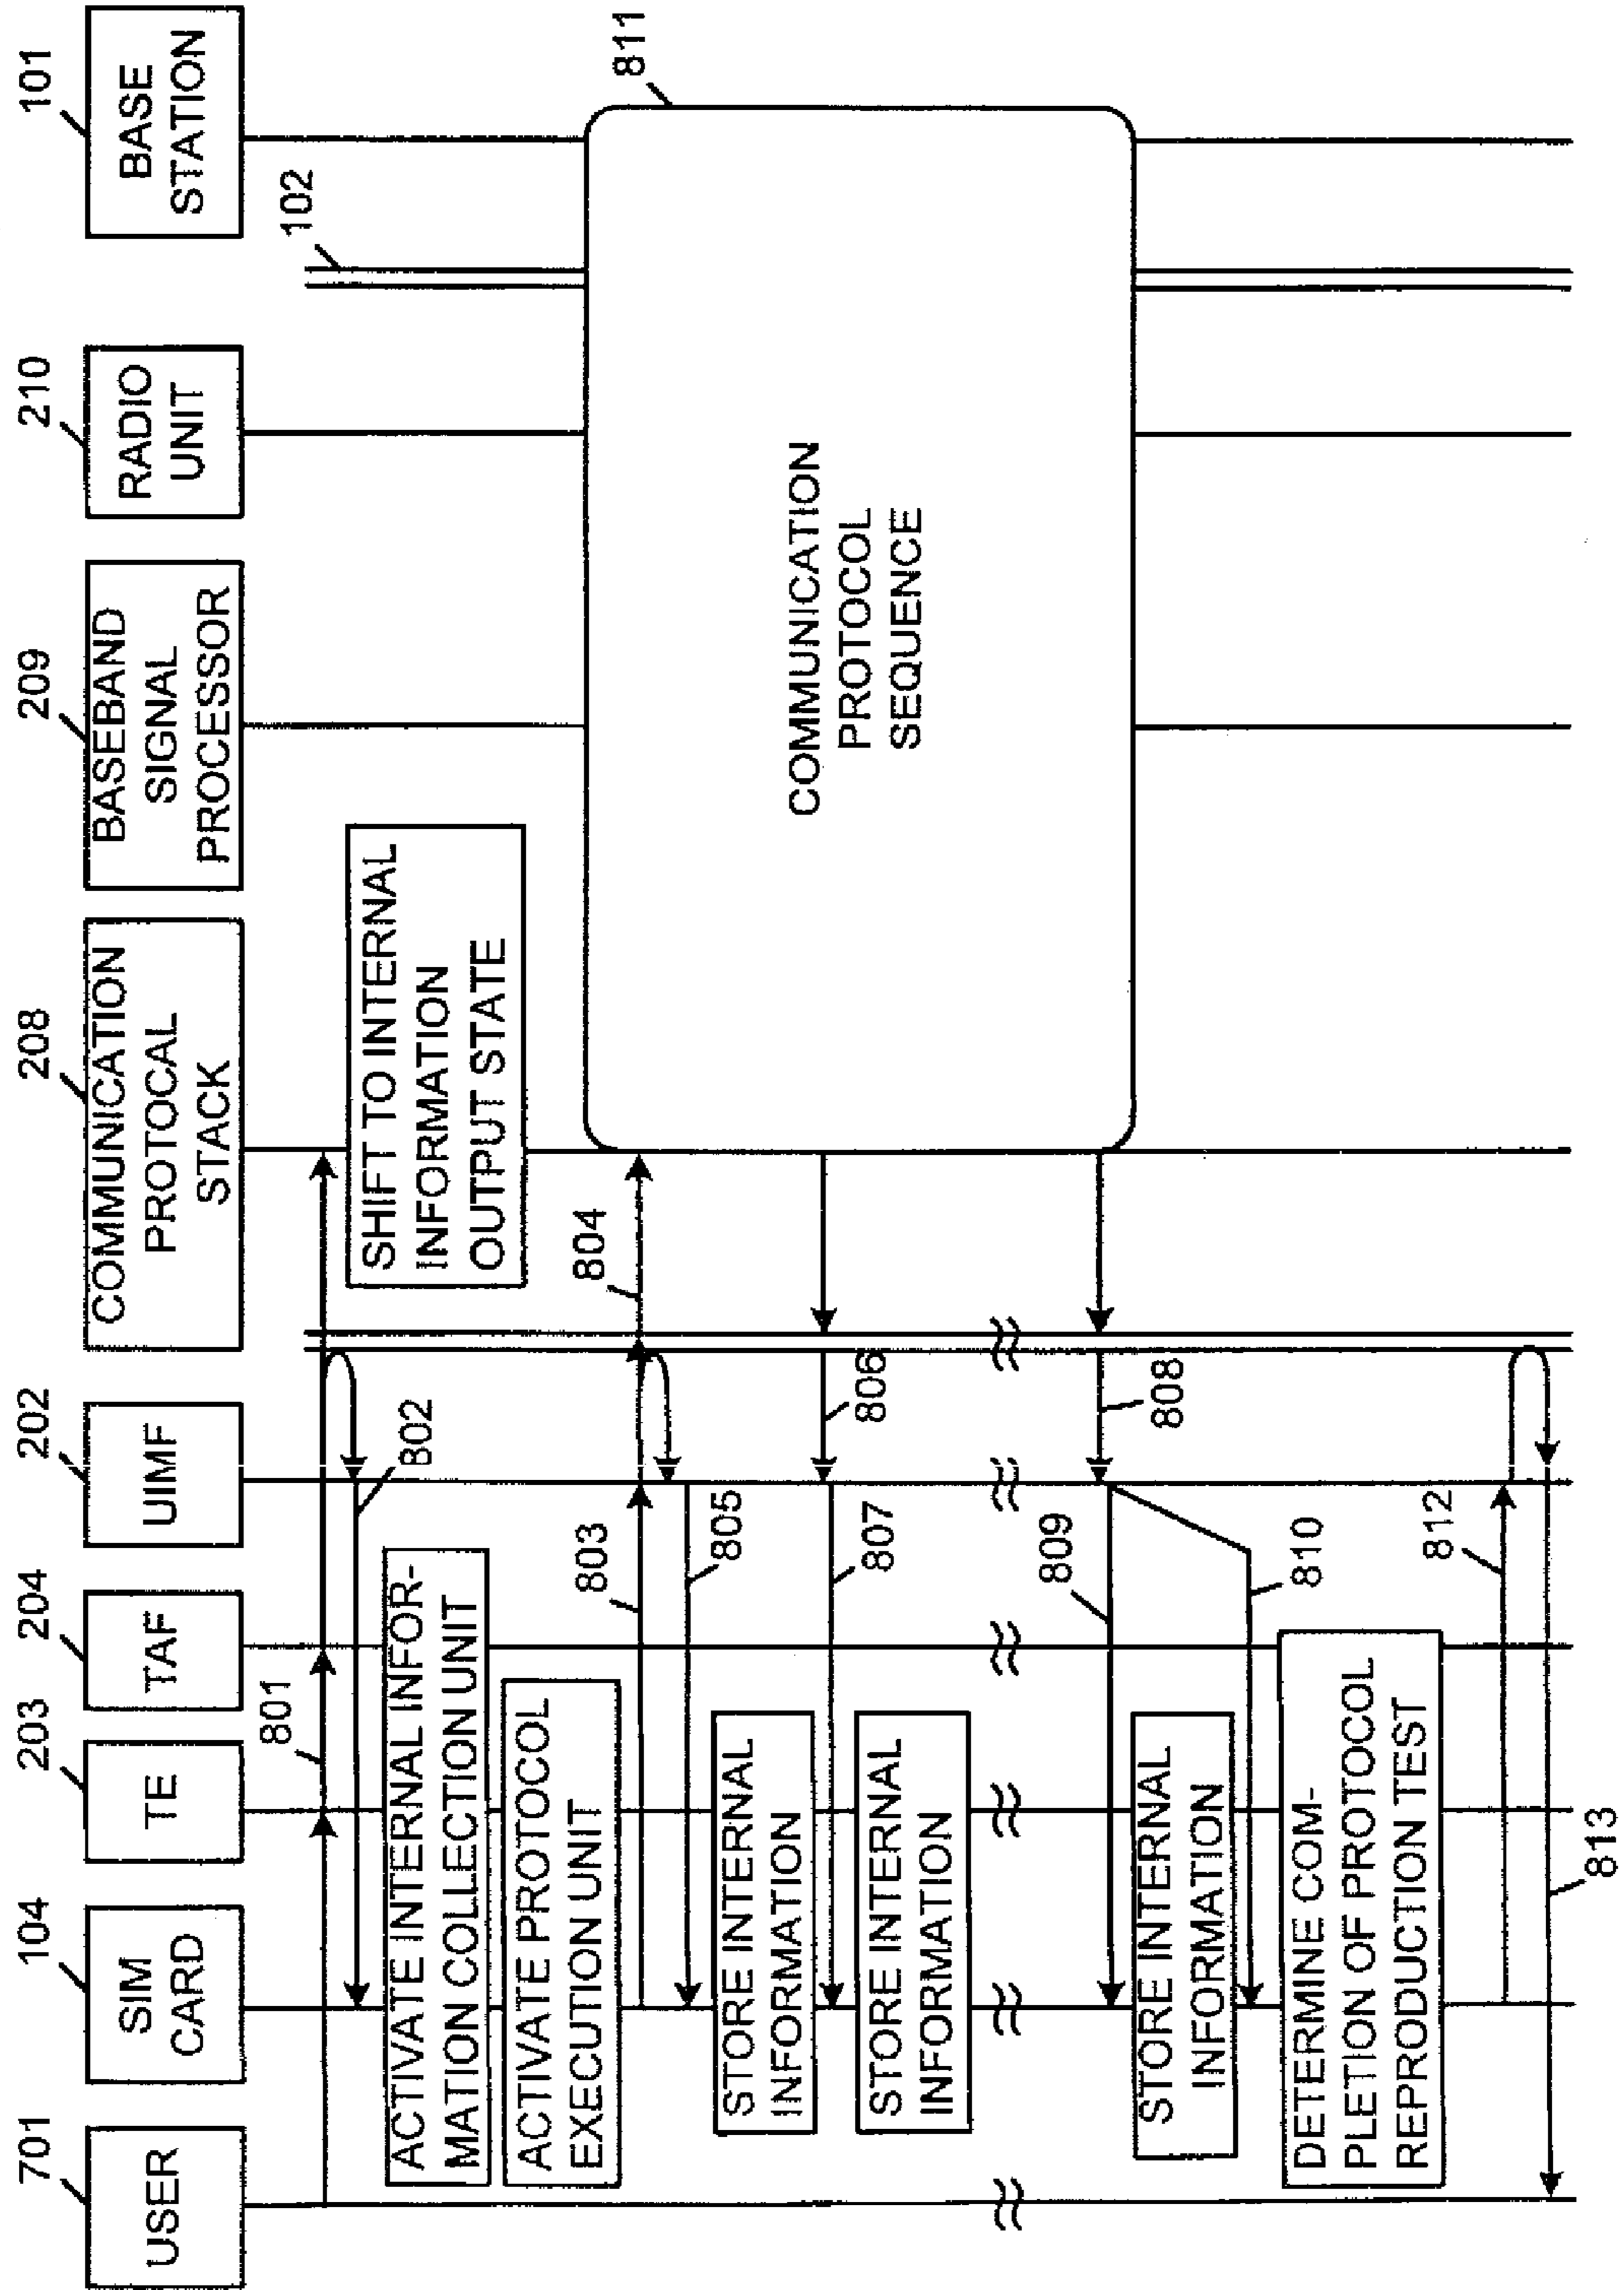 701
USER
104
SIM
CARD
203
TE
204
TAF
202
UIMF
208
COMMUNICATION
PROTOCAL
STACK
209
BASEBAND
SIGNAL
PROCESSOR
210
RADIO
UNIT
101
BASE
STATION
102
801
802
SHIFT TO INTERNAL
INFORMATION
OUTPUT STATE
ACTIVATE INTERNAL INFOR-
MATION COLLECTION UNIT
ACTIVATE PROTOCOL
EXECUTION UNIT
803
804
811
805
STORE INTERNAL
INFORMATION
806
807
STORE INTERNAL
INFORMATION
COMMUNICATION
PROTOCOL
SEQUENCE
808
809
STORE INTERNAL
INFORMATION
810
DETERMINE COM-
PLETION OF PROTOCOL
REPRODUCTION TEST
812
813